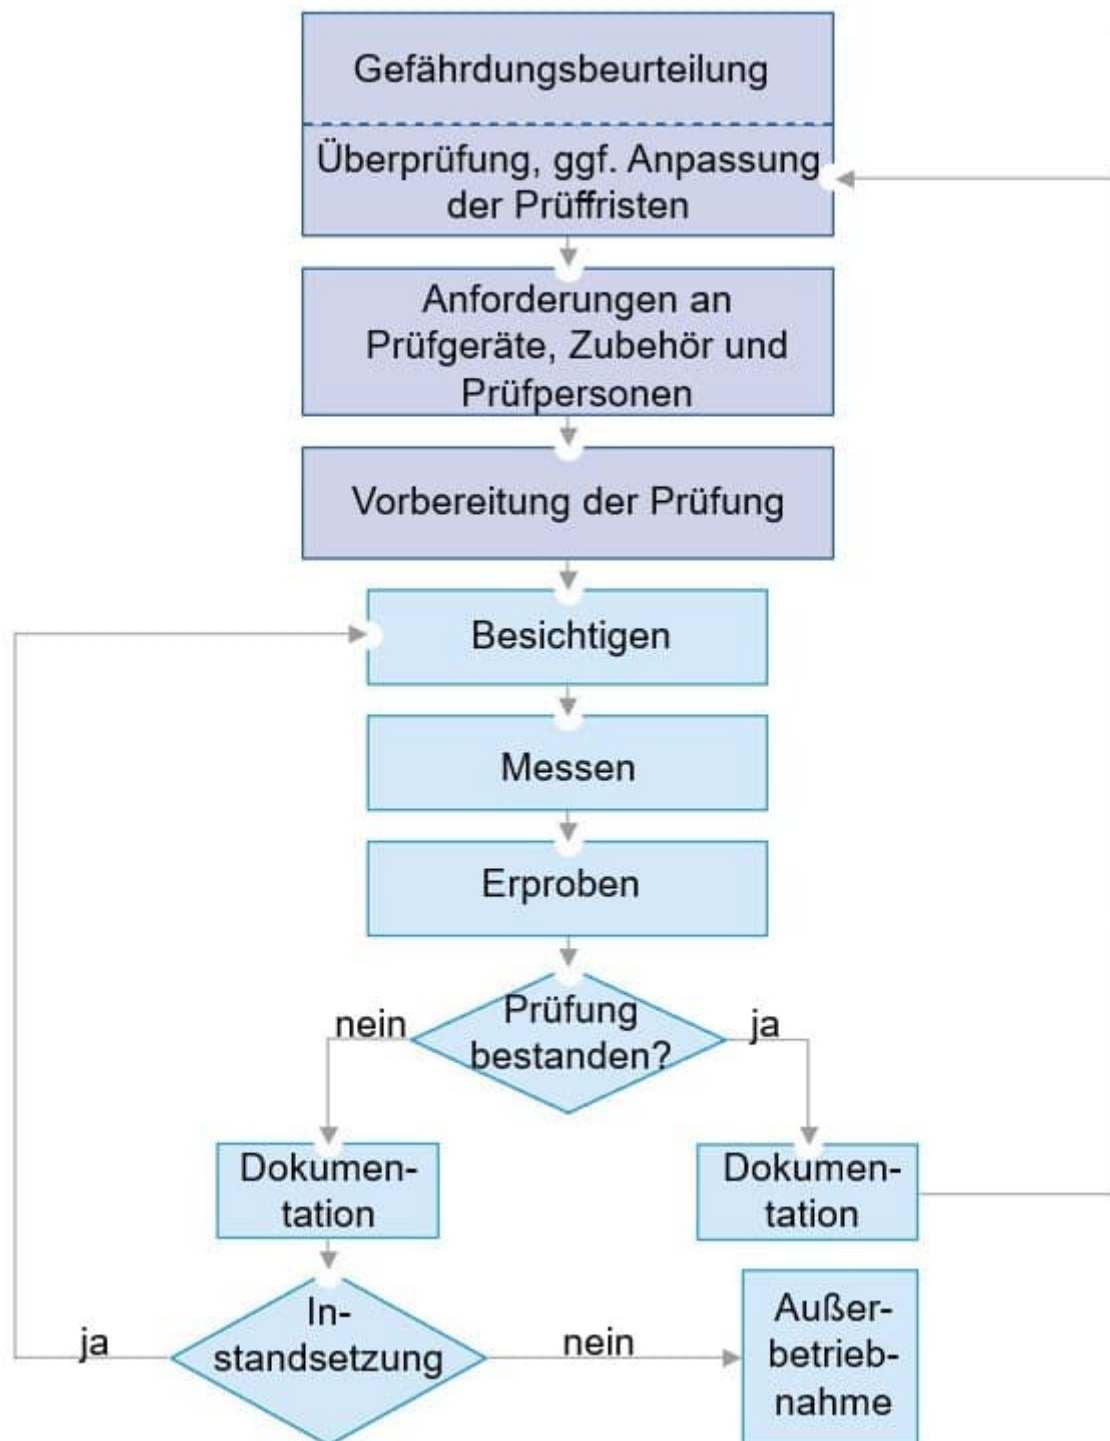 Gefährdungsbeurteilung
Überprüfung, ggf. Anpassung
der Prüffristen
Anforderungen an
Prüfgeräte, Zubehör und
Prüfpersonen
Vorbereitung der Prüfung
Besichtigen
Messen
Erproben
Prüfung
bestanden?
nein
ja
Dokumen-
tation
Dokumen-
tation
In-
standsetzung
ja
nein
Außer-
betrieb-
nahme